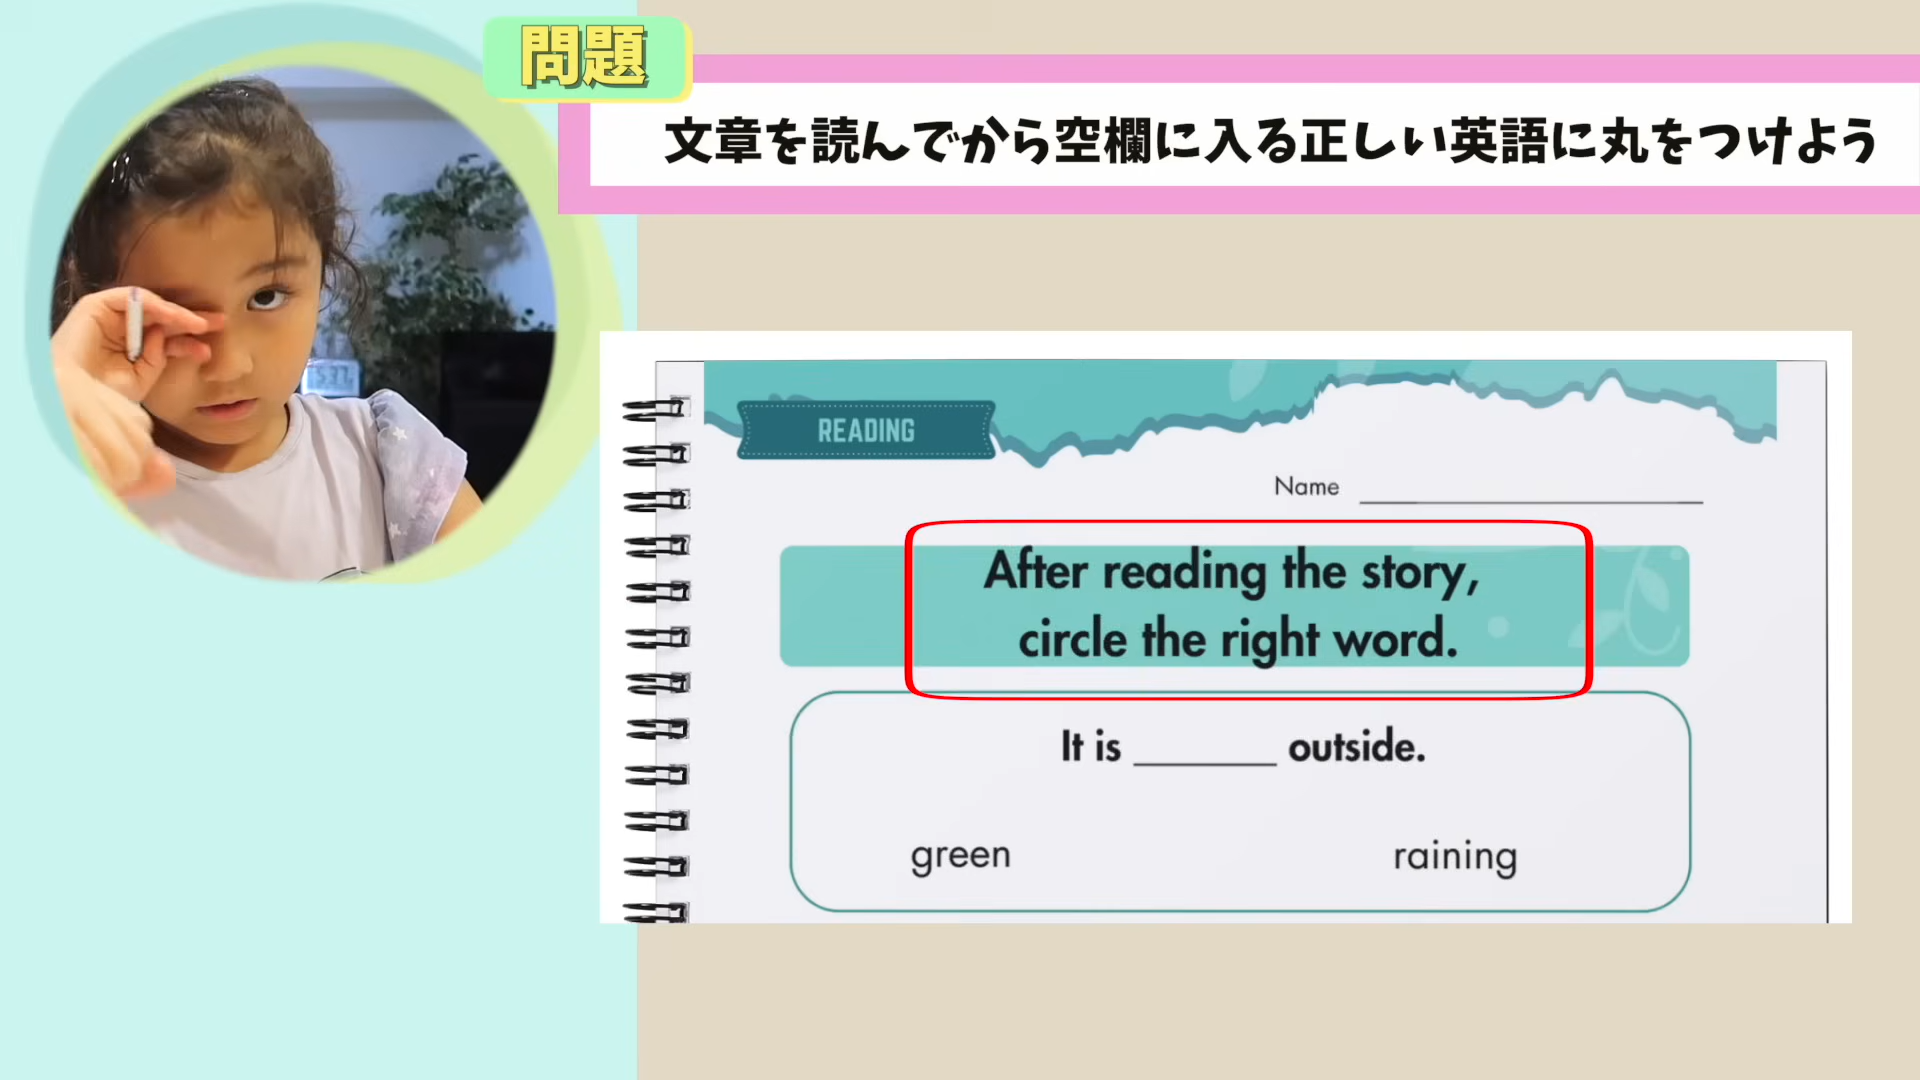 問題
文章を読んでから空欄に入る正しい英語に丸をつけよう
READING
Name
After reading the story,
circle the right word.
It is ________ outside.
green
raining